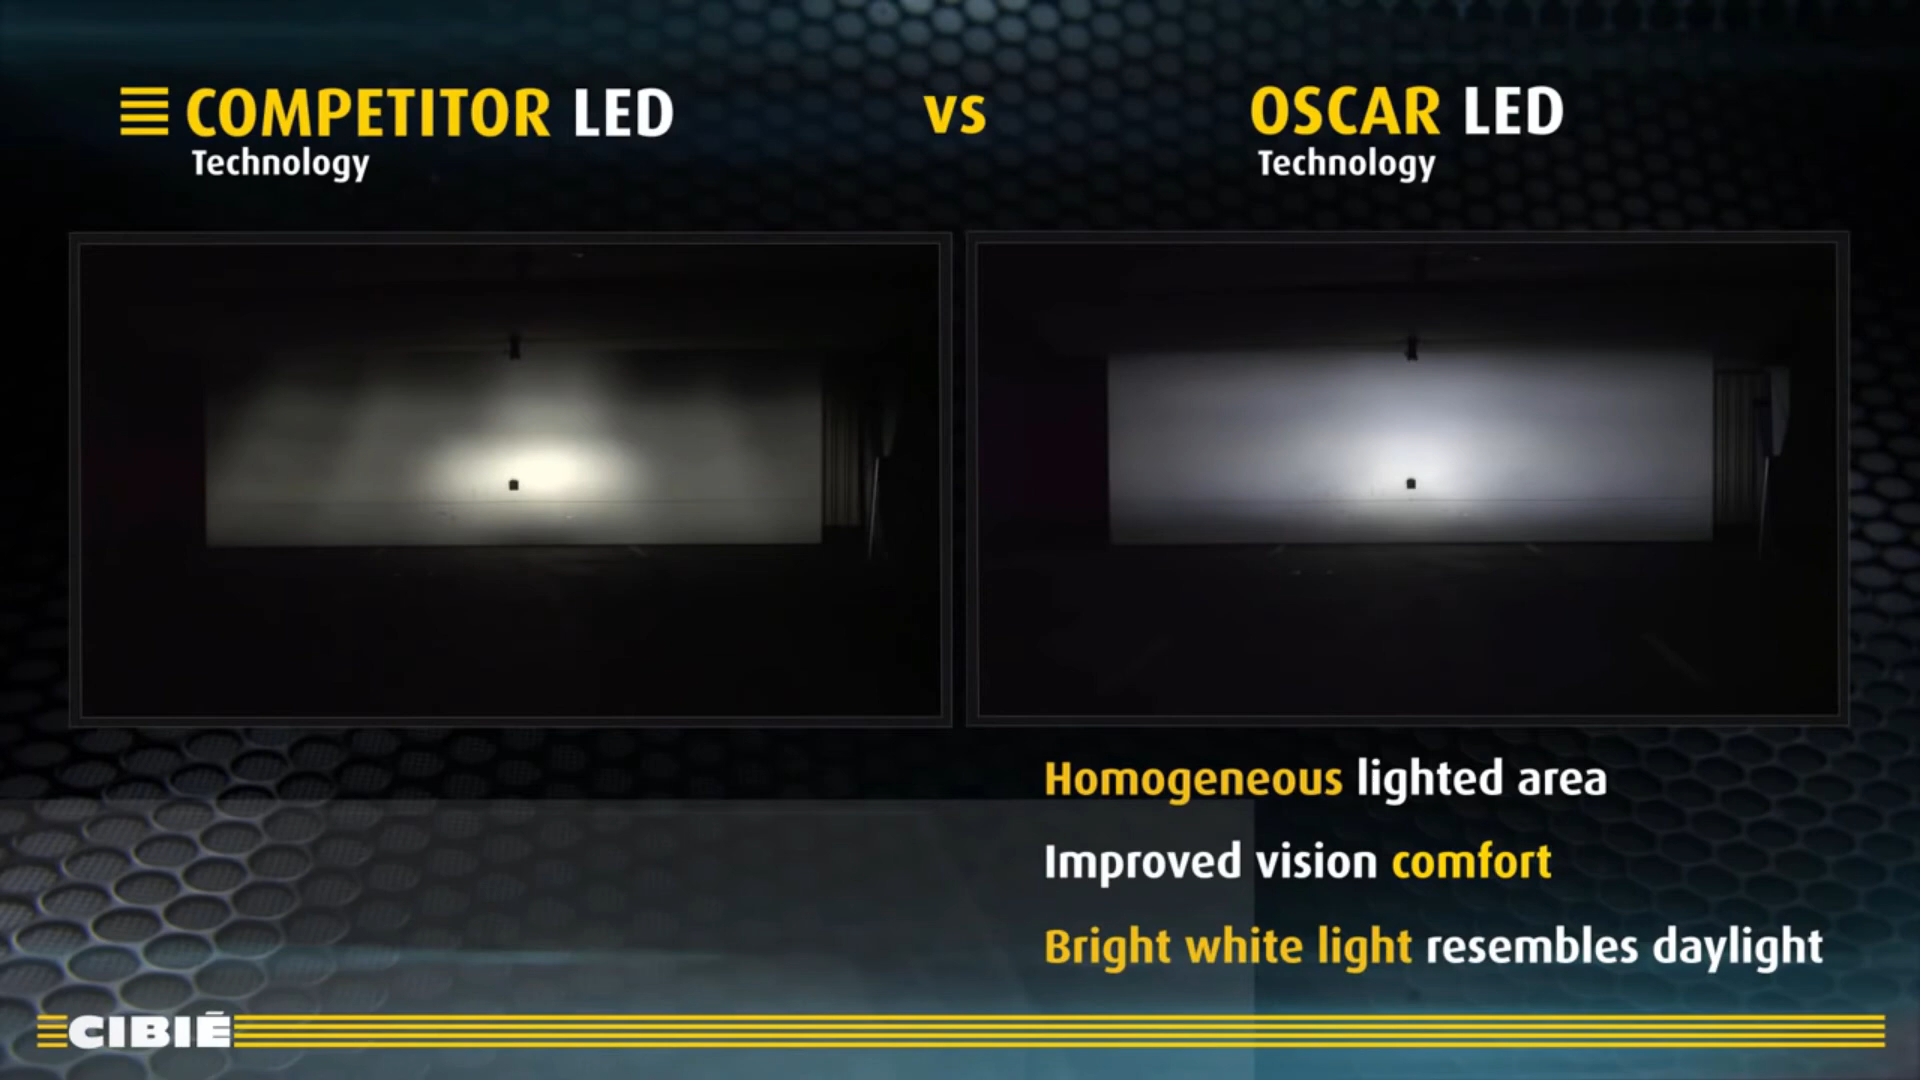 COMPETITOR LED
Technology
VS
OSCAR LED
Technology
Homogeneous lighted area
Improved vision comfort
Bright white light resembles daylight
CIBIÉ